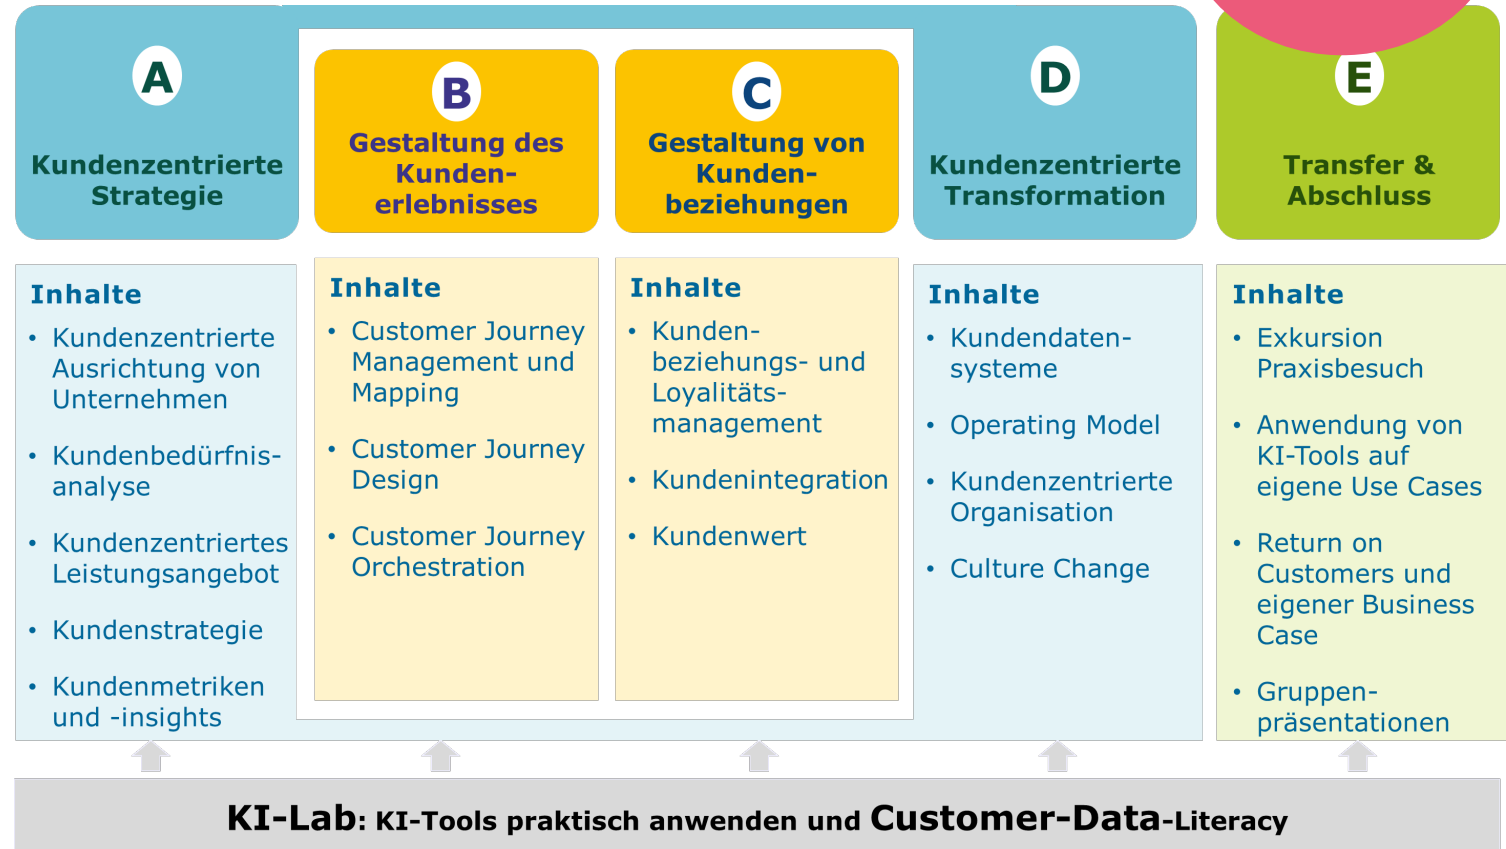 A
Kundenzentrierte
Strategie
B
Gestaltung des
Kunden-
erlebnisses
C
Gestaltung von
Kunden-
beziehungen
D
Kundenzentrierte
Transformation
E
Transfer &
Abschluss
Inhalte
• Kundenzentrierte
Ausrichtung von
Unternehmen
• Kundenbedürfnis-
analyse
• Kundenzentriertes
Leistungsangebot
• Kundenstrategie
• Kundenmetriken
und -insights
Inhalte
• Customer Journey
Management und
Mapping
• Customer Journey
Design
• Customer Journey
Orchestration
Inhalte
• Kunden-
beziehungs- und
Loyalitäts-
management
• Kundenintegration
• Kundenwert
Inhalte
• Kundendaten-
systeme
• Operating Model
• Kundenzentrierte
Organisation
• Culture Change
Inhalte
• Exkursion
Praxisbesuch
• Anwendung von
KI-Tools auf
eigene Use Cases
• Return on
Customers und
eigener Business
Case
• Gruppen-
präsentationen
KI-Lab: KI-Tools praktisch anwenden und Customer-Data-Literacy